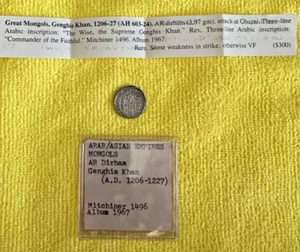 Great Mongols, Genghis Khan, 1206-27 (AH 603-24), AR dirham (3.07 gm), struck at Ghazna. Three-line
Arabic inscription: "The Wise, the Supreme Genghis Khan." Rev. Three-line Arabic inscription:
"Commander of the Faithful." Mitchiner 1496. Album 1967.
Rare. Some weakness in strike, otherwise VF ($300)
ARAB/ASIAN EMPIRES
MONGOLS
AR Dirham
Genghis Khan
(A.D. 1206-1227)
Mitchiner 1496
Album 1967